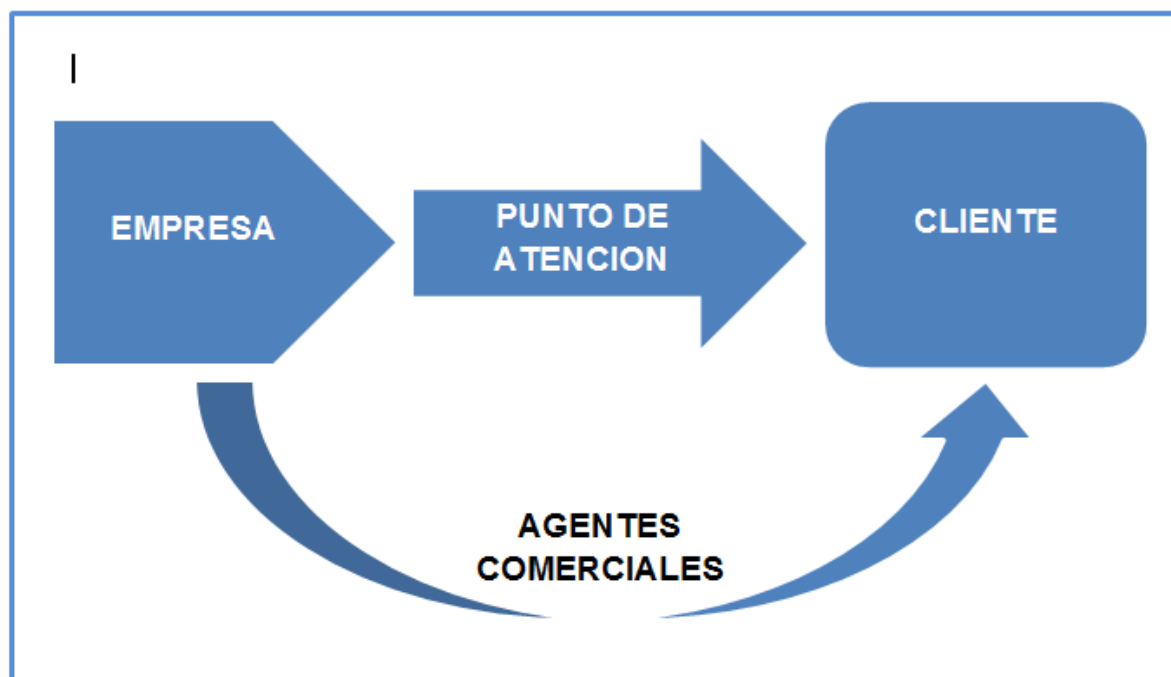 EMPRESA
PUNTO DE
ATENCION
CLIENTE
AGENTES
COMERCIALES